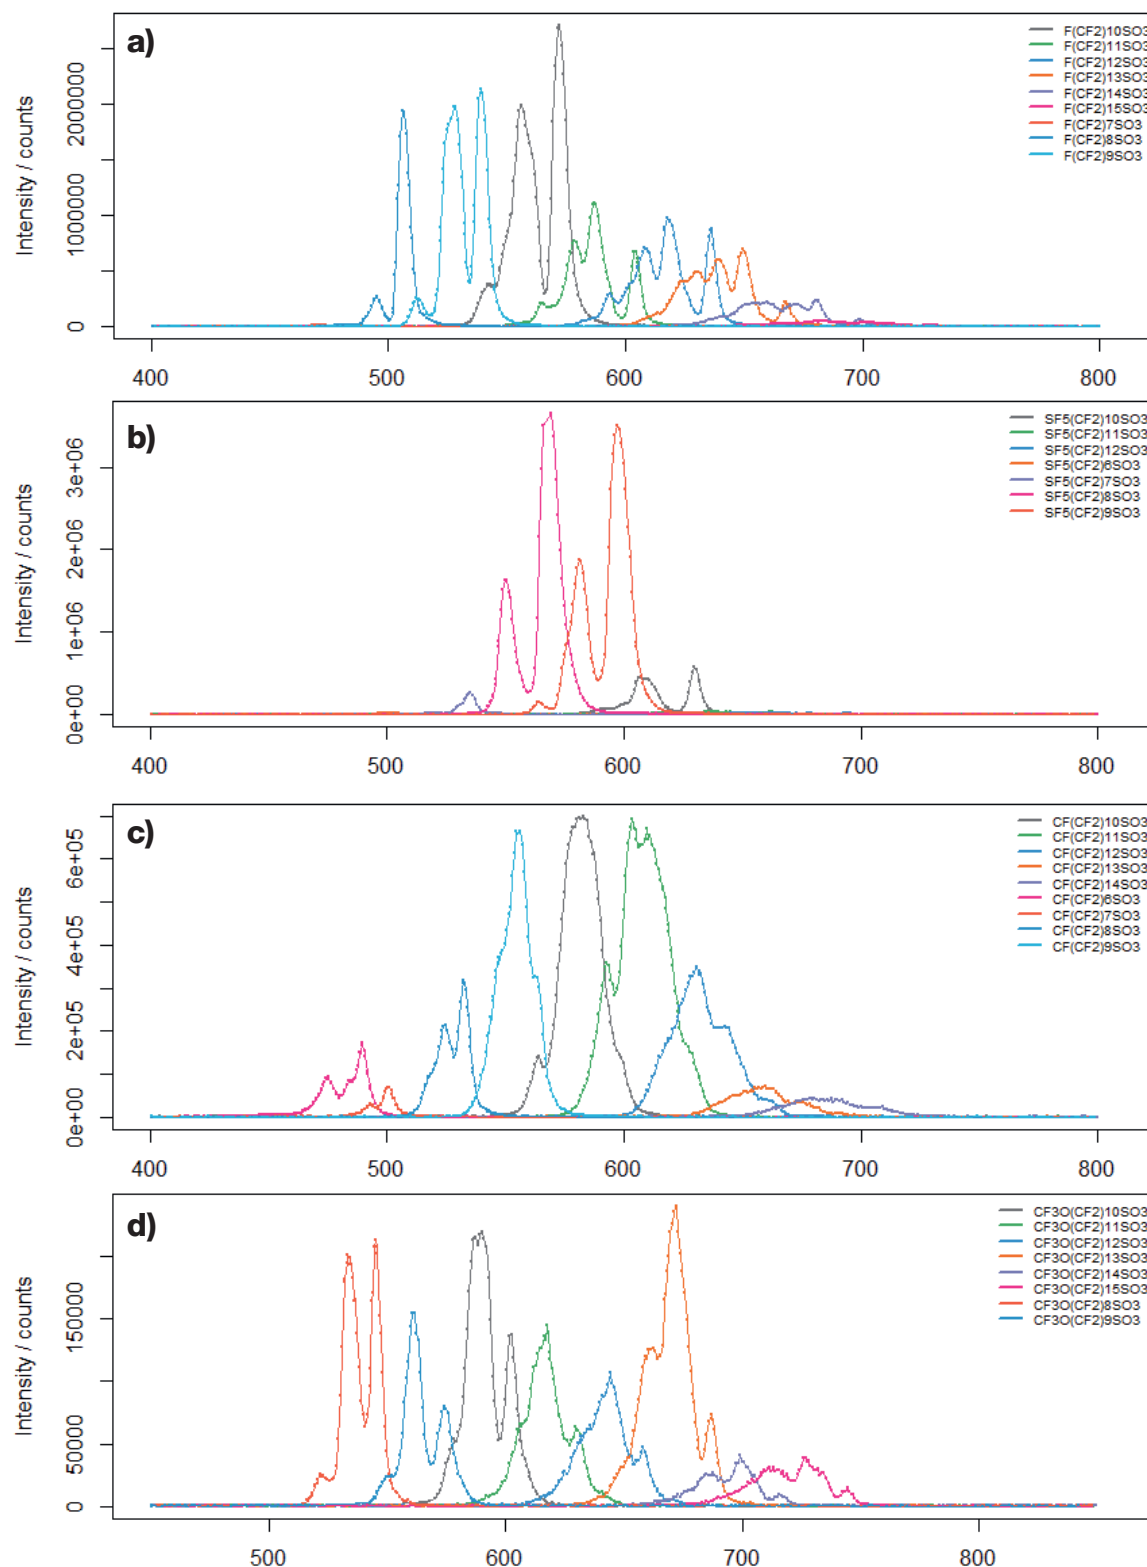 a)
Intensity / counts
0
1000000
2000000
F(CF2)10SO3
F(CF2)11SO3
F(CF2)12SO3
F(CF2)13SO3
F(CF2)14SO3
F(CF2)15SO3
F(CF2)7SO3
F(CF2)8SO3
F(CF2)9SO3
400 500 600 700 800
b)
Intensity / counts
0e+00
1e+06
2e+06
3e+06
SF5(CF2)10SO3
SF5(CF2)11SO3
SF5(CF2)12SO3
SF5(CF2)6SO3
SF5(CF2)7SO3
SF5(CF2)8SO3
SF5(CF2)9SO3
400 500 600 700 800
c)
Intensity / counts
0e+00
2e+05
4e+05
6e+05
CF(CF2)10SO3
CF(CF2)11SO3
CF(CF2)12SO3
CF(CF2)13SO3
CF(CF2)14SO3
CF(CF2)6SO3
CF(CF2)7SO3
CF(CF2)8SO3
CF(CF2)9SO3
400 500 600 700 800
d)
Intensity / counts
0
50000
150000
CF3O(CF2)10SO3
CF3O(CF2)11SO3
CF3O(CF2)12SO3
CF3O(CF2)13SO3
CF3O(CF2)14SO3
CF3O(CF2)15SO3
CF3O(CF2)8SO3
CF3O(CF2)9SO3
500 600 700 800